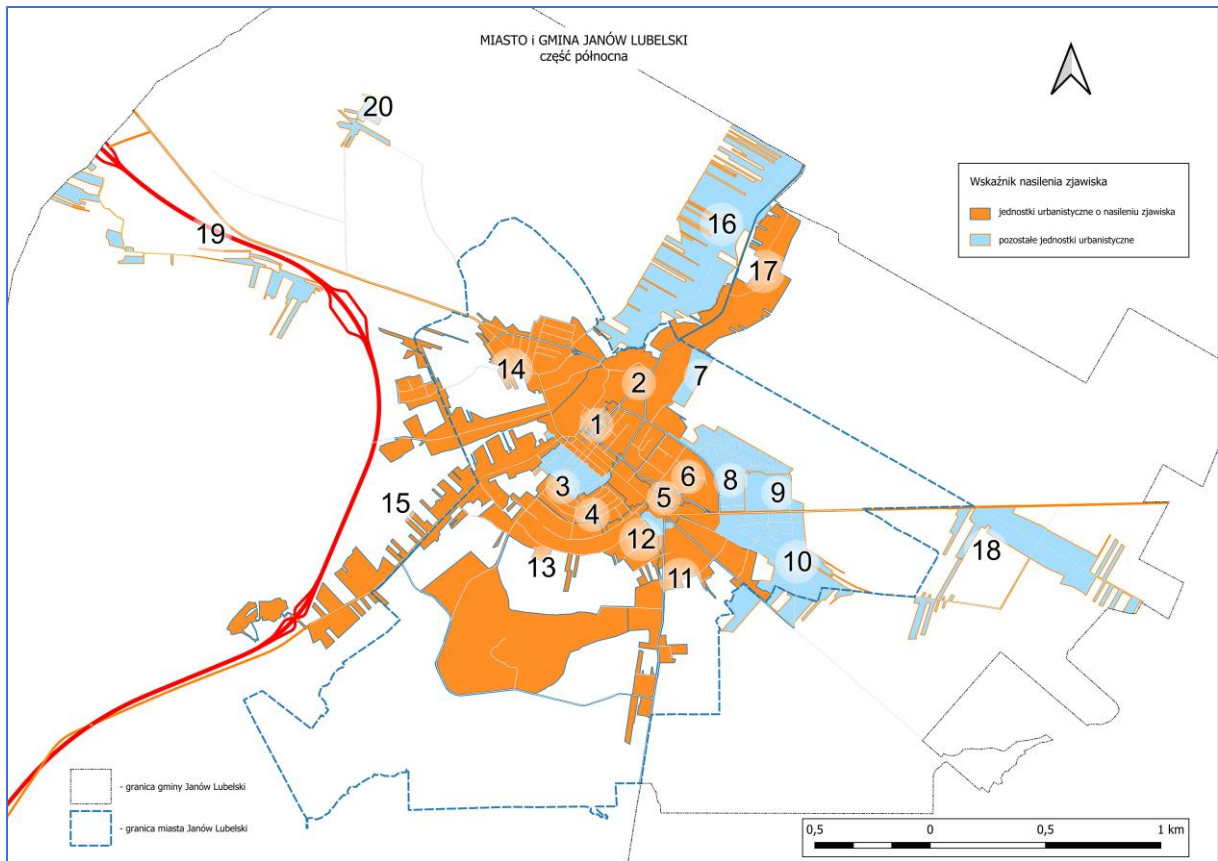 MIASTO i GMINA JANÓW LUBELSKI
część północna
20
Wskaźnik nasilenia zjawiska
jednostki urbanistyczne o nasileniu zjawiska
pozostałe jednostki urbanistyczne
16
19
17
14
2
7
1
3
6
8
9
15
4
5
12
18
13
11
10
- granica gminy Janów Lubelski
- granica miasta Janów Lubelski
0,5 0 0,5 1 km